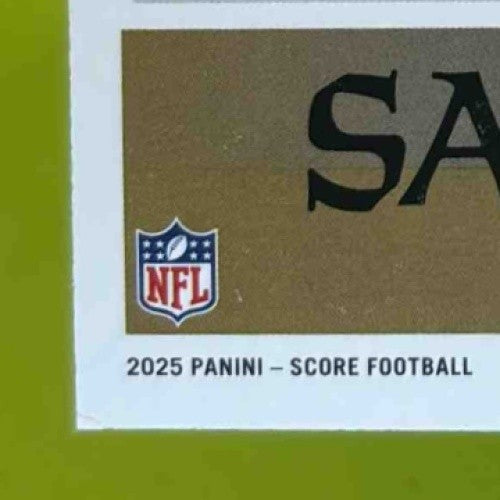 SA
NFL
2025 PANINI – SCORE FOOTBALL